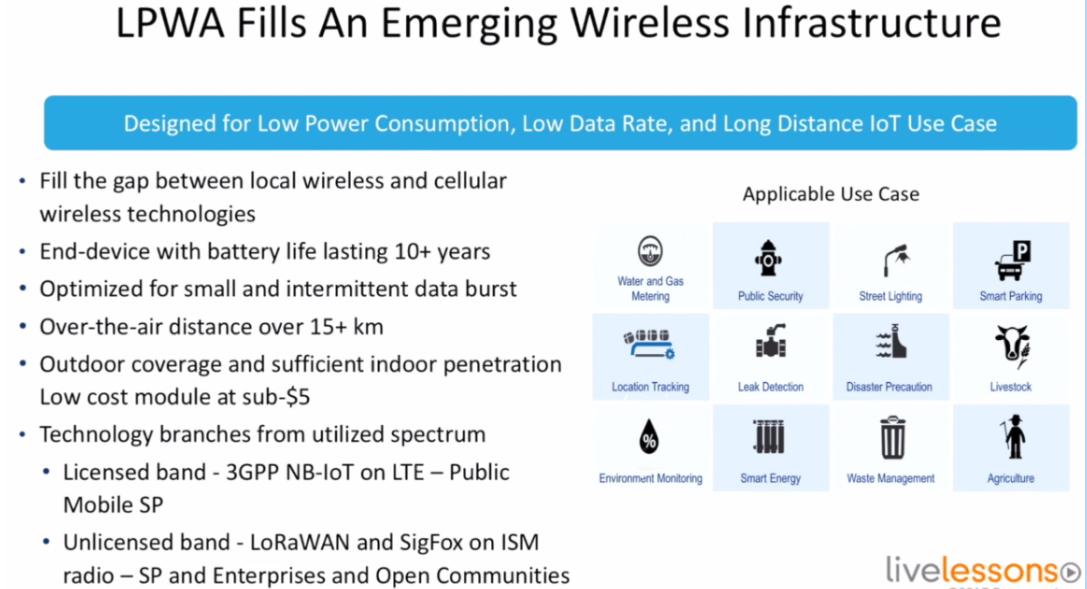 LPWA Fills An Emerging Wireless Infrastructure
Designed for Low Power Consumption, Low Data Rate, and Long Distance IoT Use Case
• Fill the gap between local wireless and cellular
wireless technologies
• End-device with battery life lasting 10+ years
• Optimized for small and intermittent data burst
• Over-the-air distance over 15+ km
• Outdoor coverage and sufficient indoor penetration
Low cost module at sub-$5
• Technology branches from utilized spectrum
• Licensed band - 3GPP NB-IoT on LTE – Public
Mobile SP
• Unlicensed band - LoRaWAN and SigFox on ISM
radio – SP and Enterprises and Open Communities
Applicable Use Case
Water and Gas
Metering
Public Security
Street Lighting
P
Smart Parking
Location Tracking
Leak Detection
Disaster Precaution
Livestock
%
Environment Monitoring
Smart Energy
Waste Management
Agriculture
livelessons